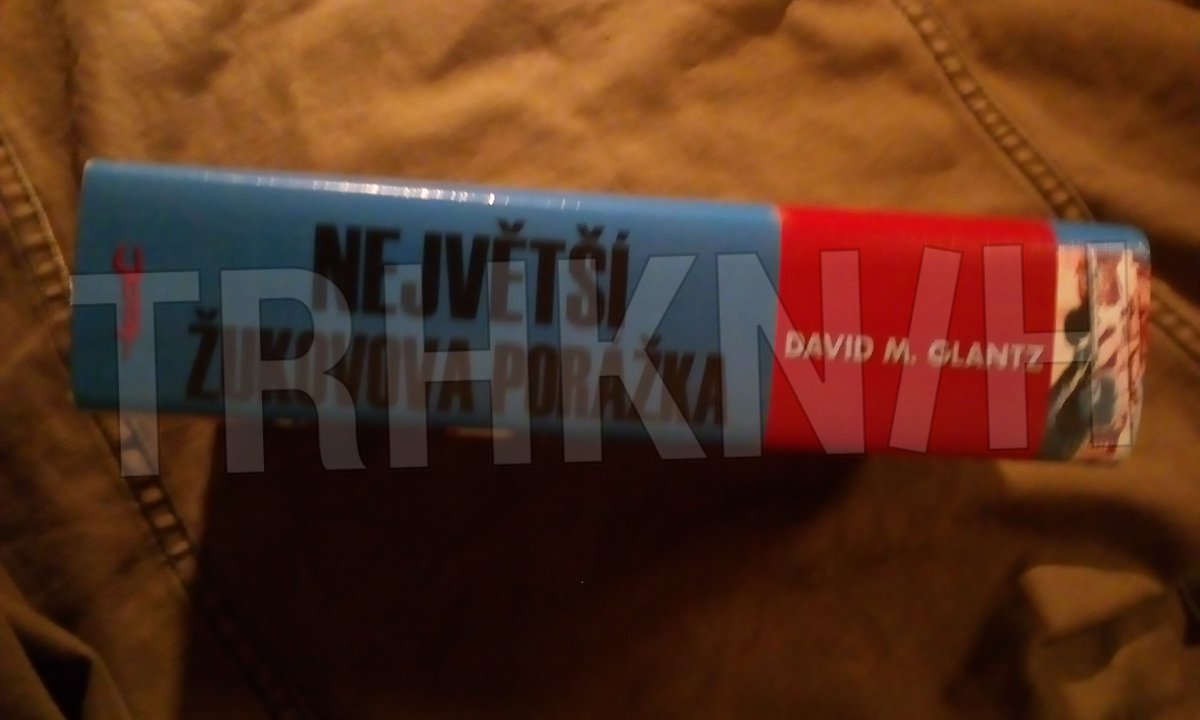 NEJVĚTŠÍ
ŽUKOVOVA PORÁŽKA
DAVID M. GLANTZ
TRHKNIH